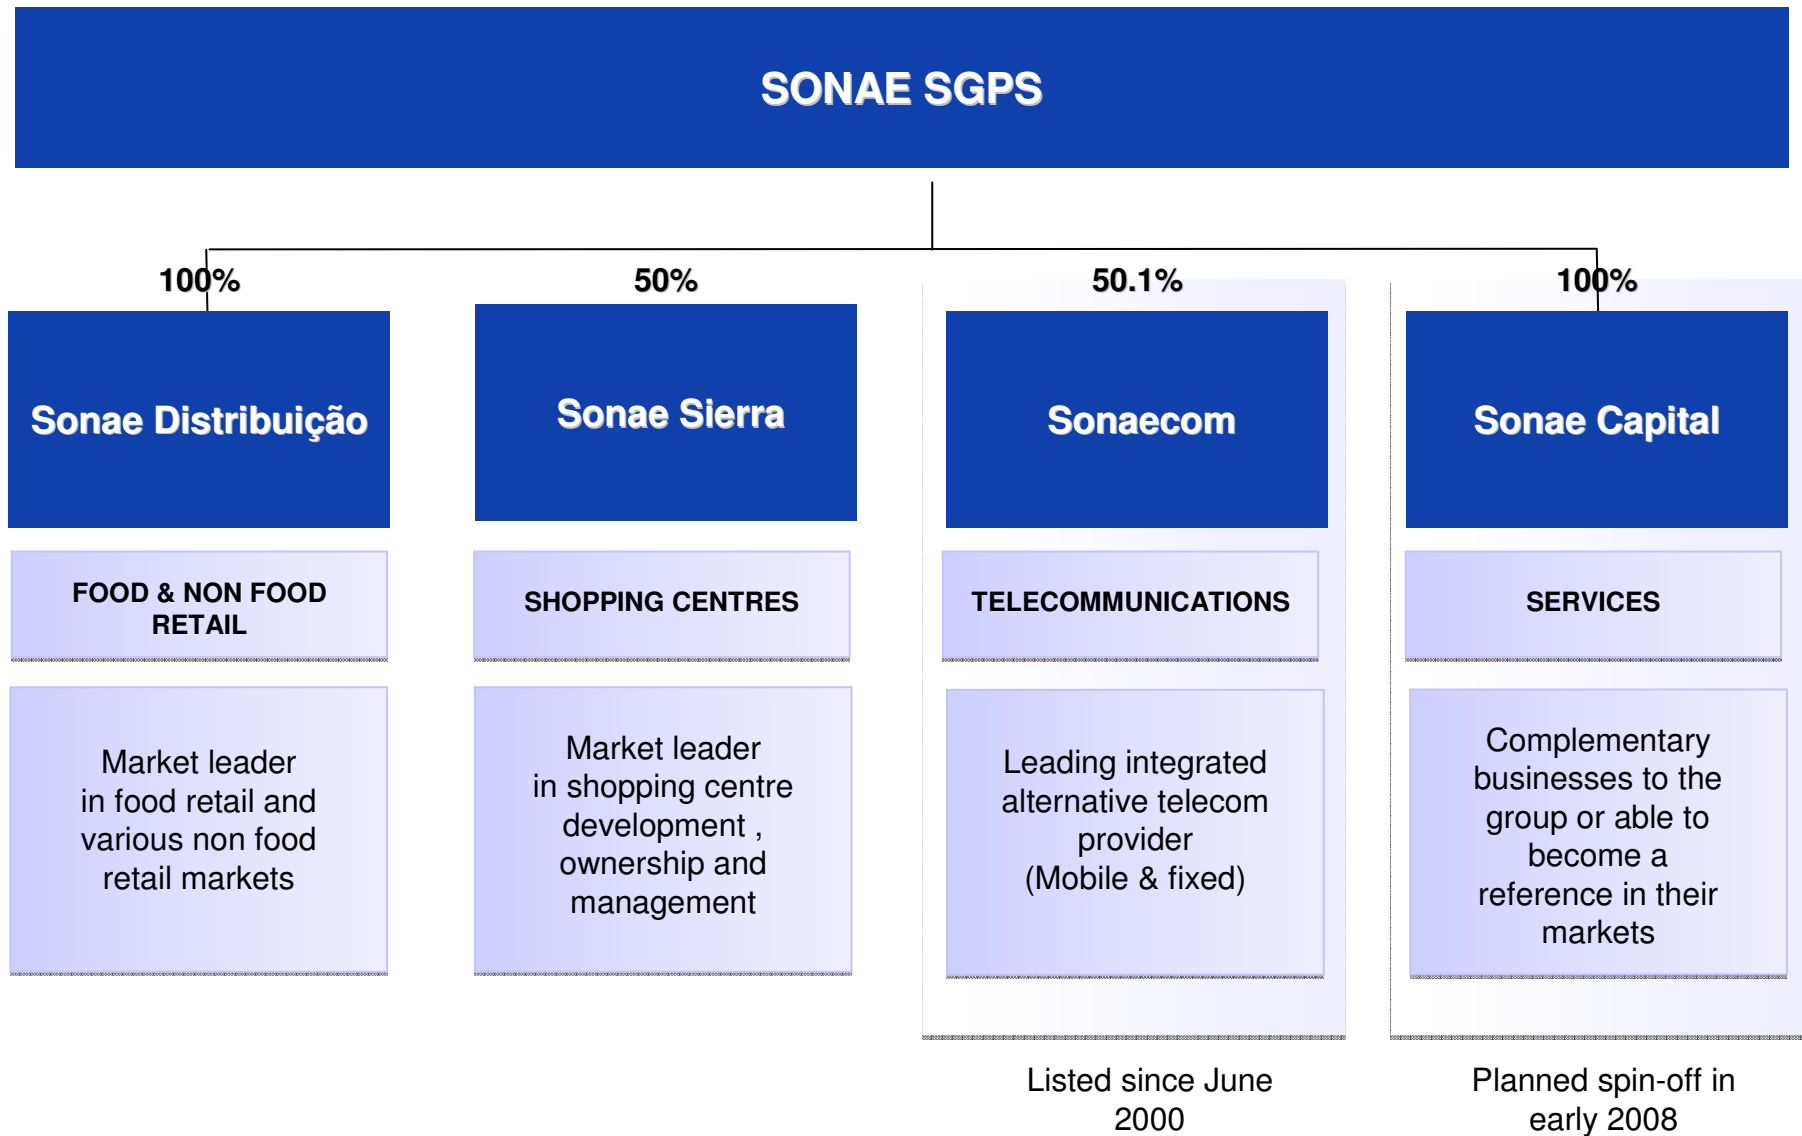 SONAE SGPS
100%
50%
50.1%
100%
Sonae Distribuição
Sonae Sierra
Sonaecom
Sonae Capital
FOOD & NON FOOD
RETAIL
SHOPPING CENTRES
TELECOMMUNICATIONS
SERVICES
Market leader
in food retail and
various non food
retail markets
Market leader
in shopping centre
development ,
ownership and
management
Leading integrated
alternative telecom
provider
(Mobile & fixed)
Complementary
businesses to the
group or able to
become a
reference in their
markets
Listed since June
2000
Planned spin-off in
early 2008